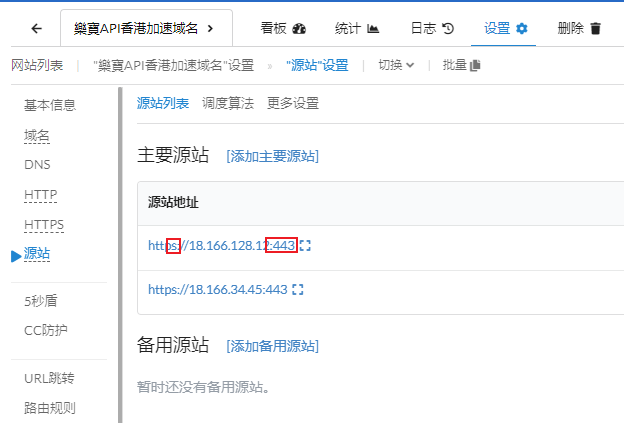 樂寶API香港加速域名 看板 统计 日志 设置 删除
网站列表 | "樂寶API香港加速域名"设置 » "源站"设置 | 切换 | 批量
基本信息
域名
DNS
HTTP
HTTPS
源站
5秒盾
CC防护
URL跳转
路由规则
源站列表 调度算法 更多设置
主要源站 [添加主要源站]
源站地址
https://18.166.128.12:443
https://18.166.34.45:443
备用源站 [添加备用源站]
暂时还没有备用源站。